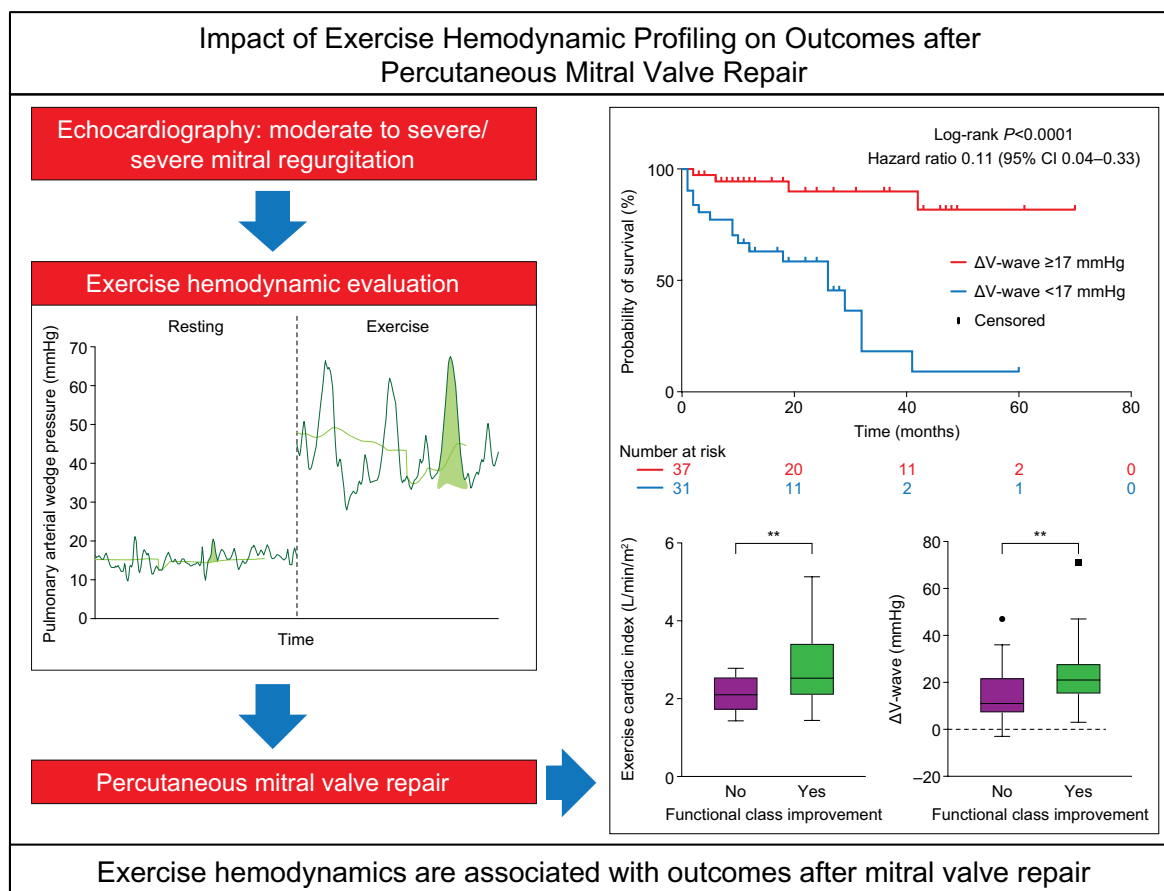 Impact of Exercise Hemodynamic Profiling on Outcomes after
Percutaneous Mitral Valve Repair
Echocardiography: moderate to severe/
severe mitral regurgitation
Exercise hemodynamic evaluation
Resting Exercise
Pulmonary arterial wedge pressure (mmHg)
70
60
50
40
30
20
10
0
Time
Percutaneous mitral valve repair
Log-rank P<0.0001
Hazard ratio 0.11 (95% CI 0.04–0.33)
Probability of survival (%)
100
50
0
ΔV-wave ≥17 mmHg
ΔV-wave <17 mmHg
Censored
0 20 40 60 80
Time (months)
Number at risk
37 20 11 2 0
31 11 2 1 0
Exercise cardiac index (L/min/m²)
6
4
2
0
**
No Yes
Functional class improvement
ΔV-wave (mmHg)
80
60
40
20
0
–20
**
No Yes
Functional class improvement
Exercise hemodynamics are associated with outcomes after mitral valve repair